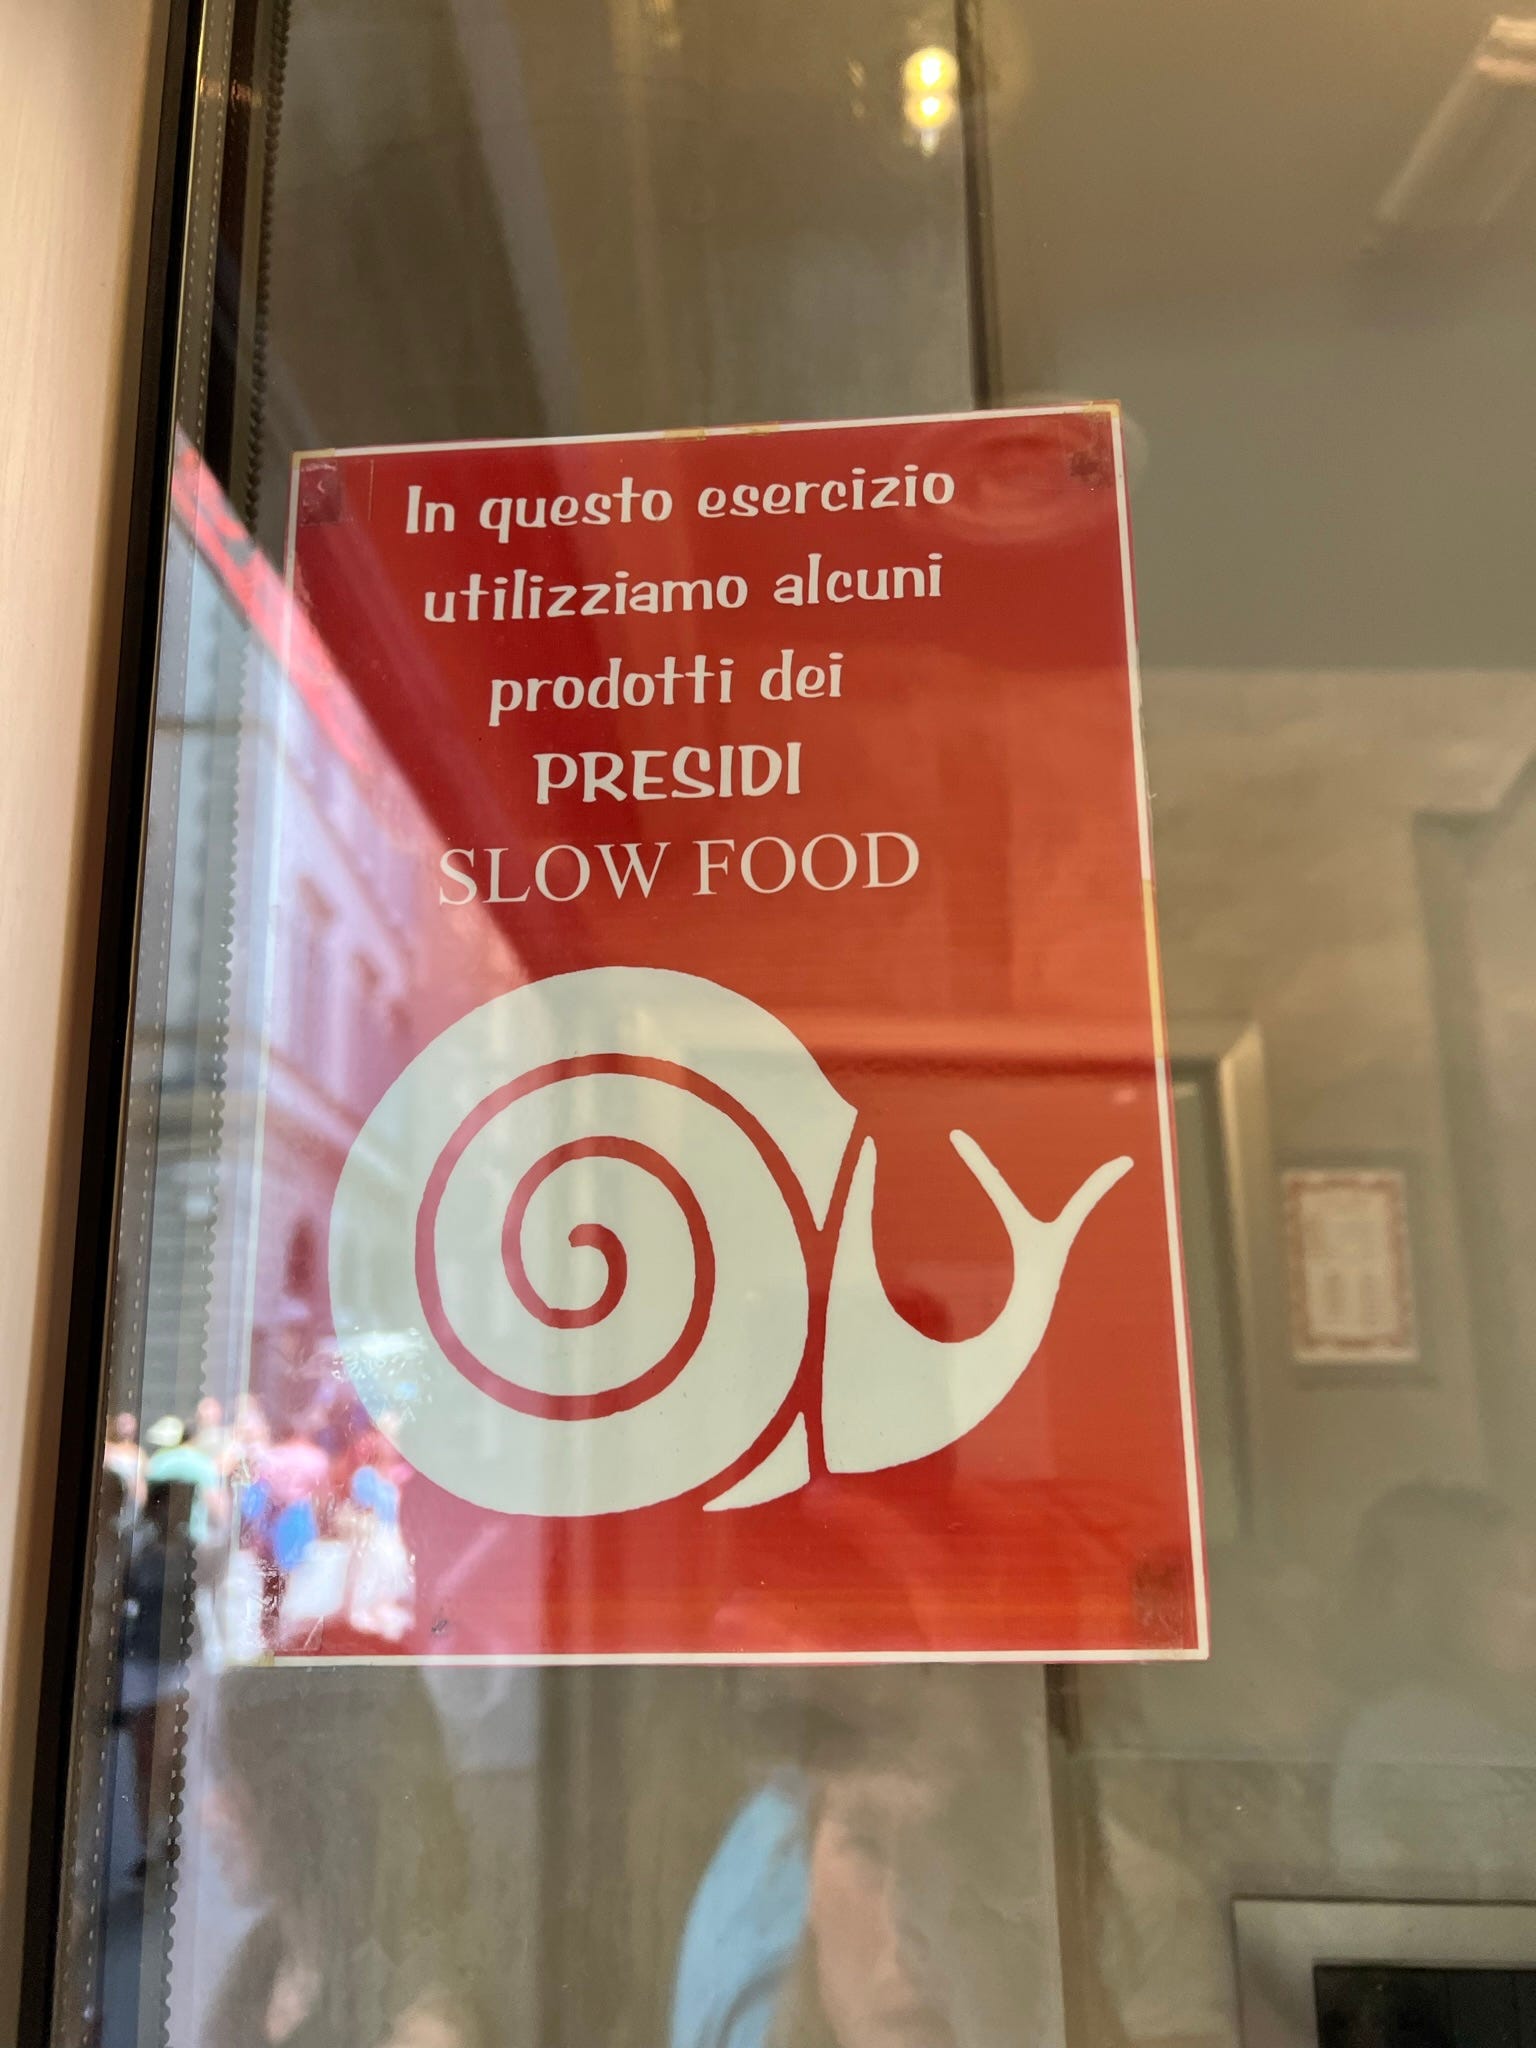 In questo esercizio
utilizziamo alcuni
prodotti dei
PRESIDI
SLOW FOOD